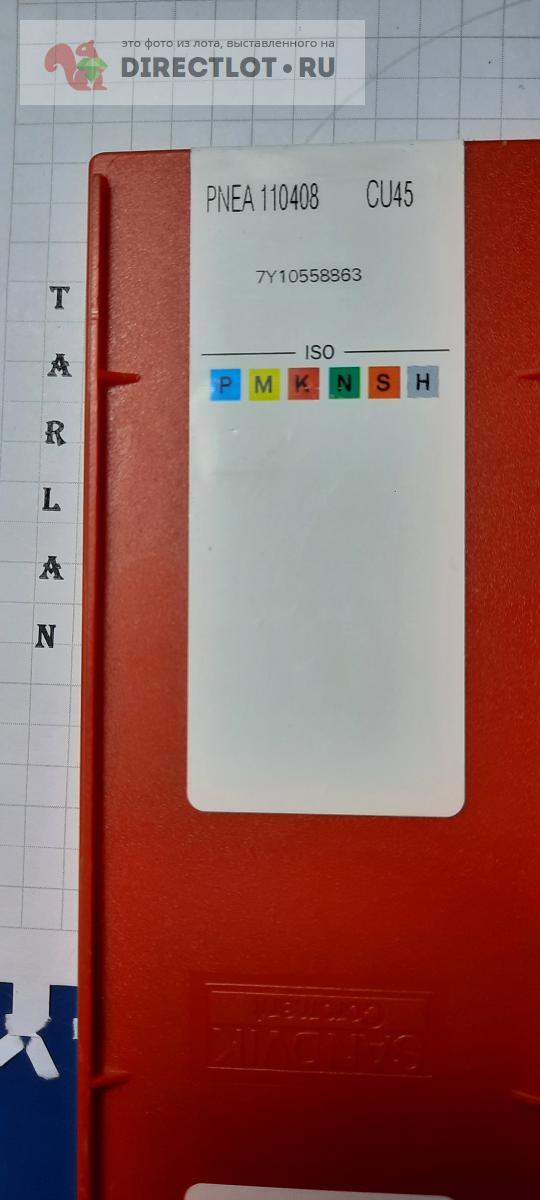 это фото из лота, выставленного на
DIRECTLOT.RU
PNEA 110408 CU45
7Y10558863
ISO
P M K N S H
T
A
R
L
A
N
SANDVIK
Coromant